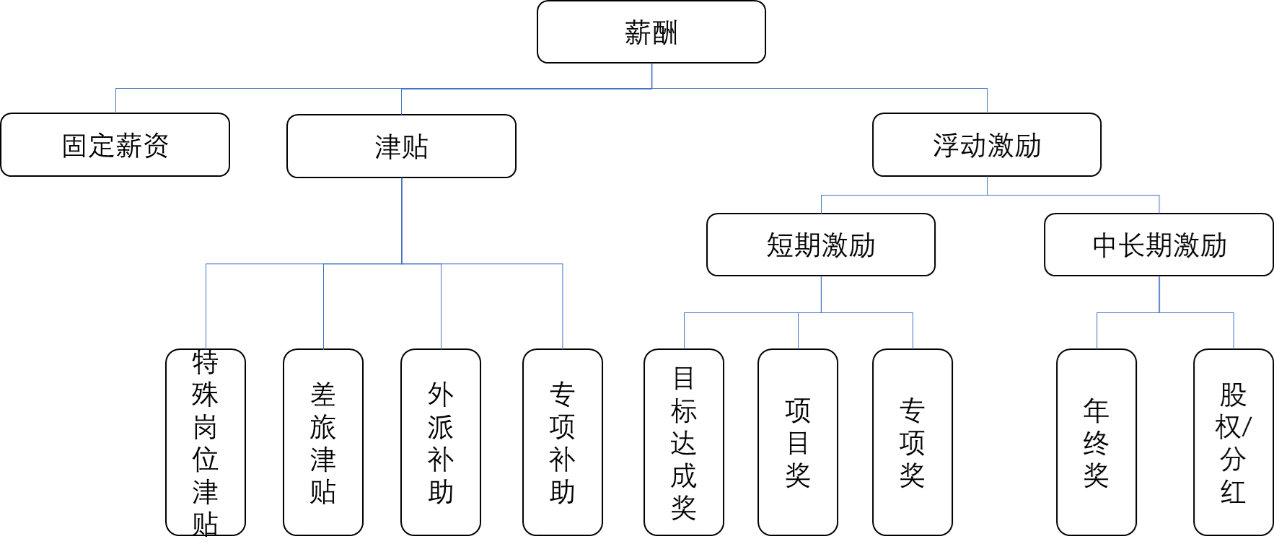 薪酬
固定薪资
津贴
浮动激励
短期激励
中长期激励
特殊岗位津贴
差旅津贴
外派补助
专项补助
目标达成奖
项目奖
专项奖
年终奖
股权/分红